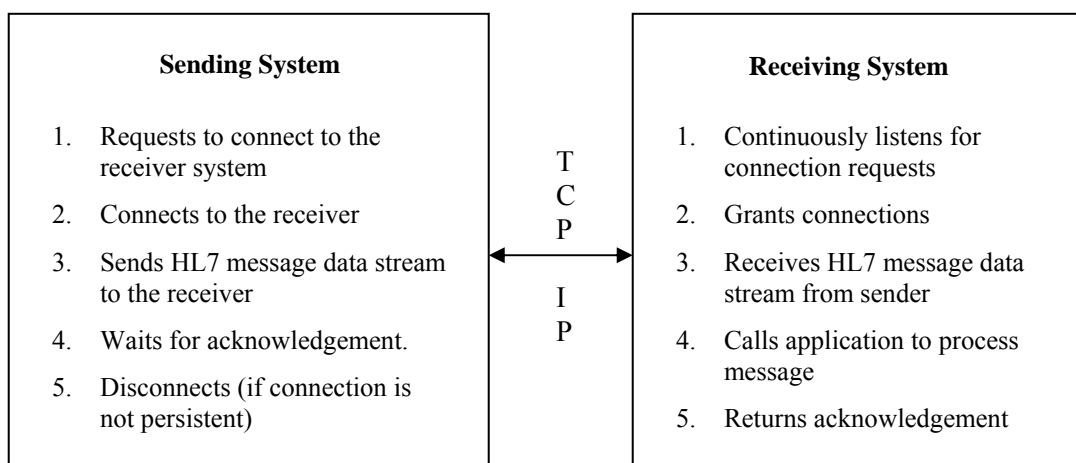 Sending System
1. Requests to connect to the
receiver system
2. Connects to the receiver
3. Sends HL7 message data stream
to the receiver
4. Waits for acknowledgement.
5. Disconnects (if connection is
not persistent)
T
C
P
I
P
Receiving System
1. Continuously listens for
connection requests
2. Grants connections
3. Receives HL7 message data
stream from sender
4. Calls application to process
message
5. Returns acknowledgement